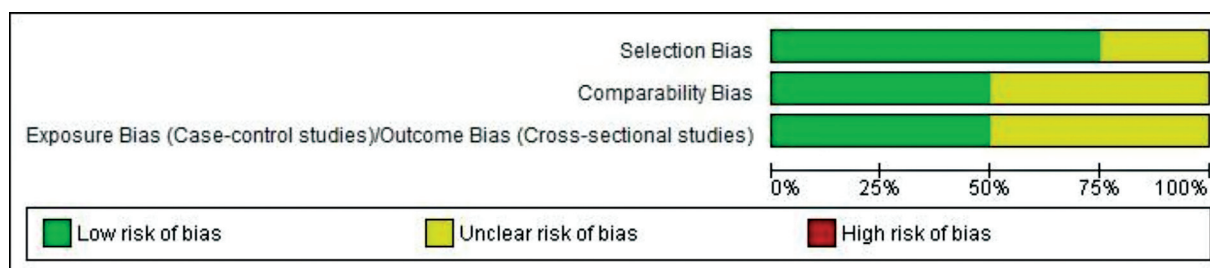 Selection Bias
Comparability Bias
Exposure Bias (Case-control studies)/Outcome Bias (Cross-sectional studies)
0% 25% 50% 75% 100%
Low risk of bias Unclear risk of bias High risk of bias